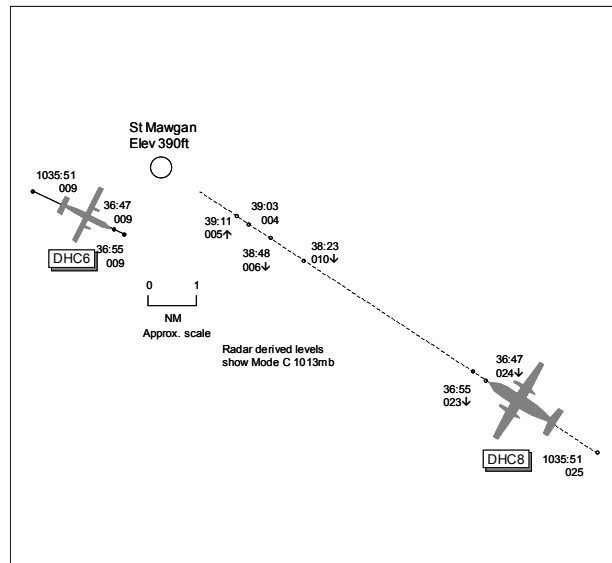 St Mawgan
Elev 390ft
1035:51
009
36:47
009
36:55
009
DHC6
39:03
004
39:11
005↑
38:48
006↓
38:23
010↓
0 1
NM
Approx. scale
Radar derived levels
show Mode C 1013mb
36:47
024↓
36:55
023↓
DHC8
1035:51
025